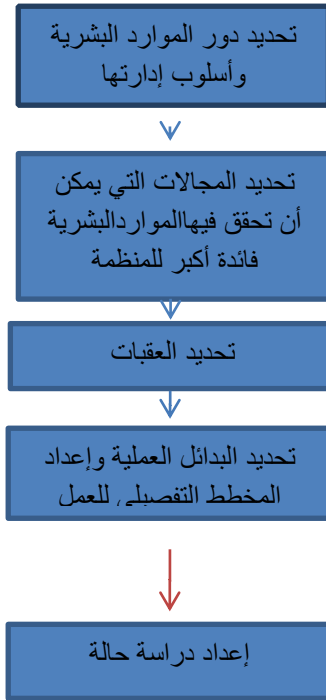 تحديد دور الموارد البشرية
وأسلوب إدارتها
تحديد المجالات التي يمكن
أن تحقق فيهاالمواردالبشرية
فائدة أكبر للمنظمة
تحديد العقبات
تحديد البدائل العملية وإعداد
المخطط التفصيلي للعمل
إعداد دراسة حالة